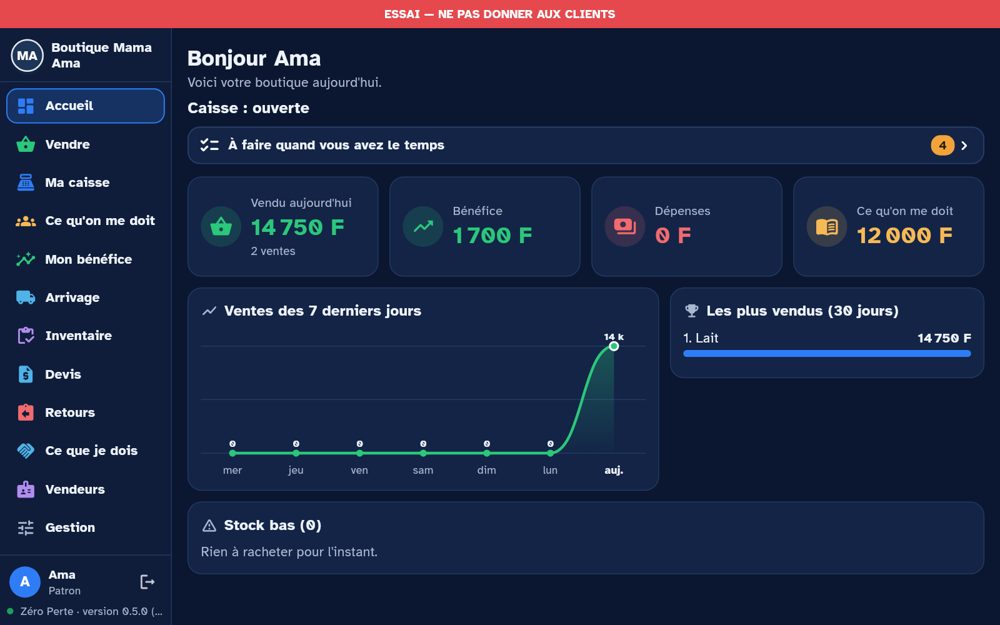 ESSAI — NE PAS DONNER AUX CLIENTS
MA
Boutique Mama
Ama
Accueil
Vendre
Ma caisse
Ce qu'on me doit
Mon bénéfice
Arrivage
Inventaire
Devis
Retours
Ce que je dois
Vendeurs
Gestion
A
Ama
Patron
Zéro Perte · version 0.5.0 (...
Bonjour Ama
Voici votre boutique aujourd'hui.
Caisse : ouverte
À faire quand vous avez le temps
4
Vendu aujourd'hui
14 750 F
2 ventes
Bénéfice
1 700 F
Dépenses
0 F
Ce qu'on me doit
12 000 F
Ventes des 7 derniers jours
14 k
0 0 0 0 0 0
mer jeu ven sam dim lun auj.
Les plus vendus (30 jours)
1. Lait 14 750 F
Stock bas (0)
Rien à racheter pour l'instant.